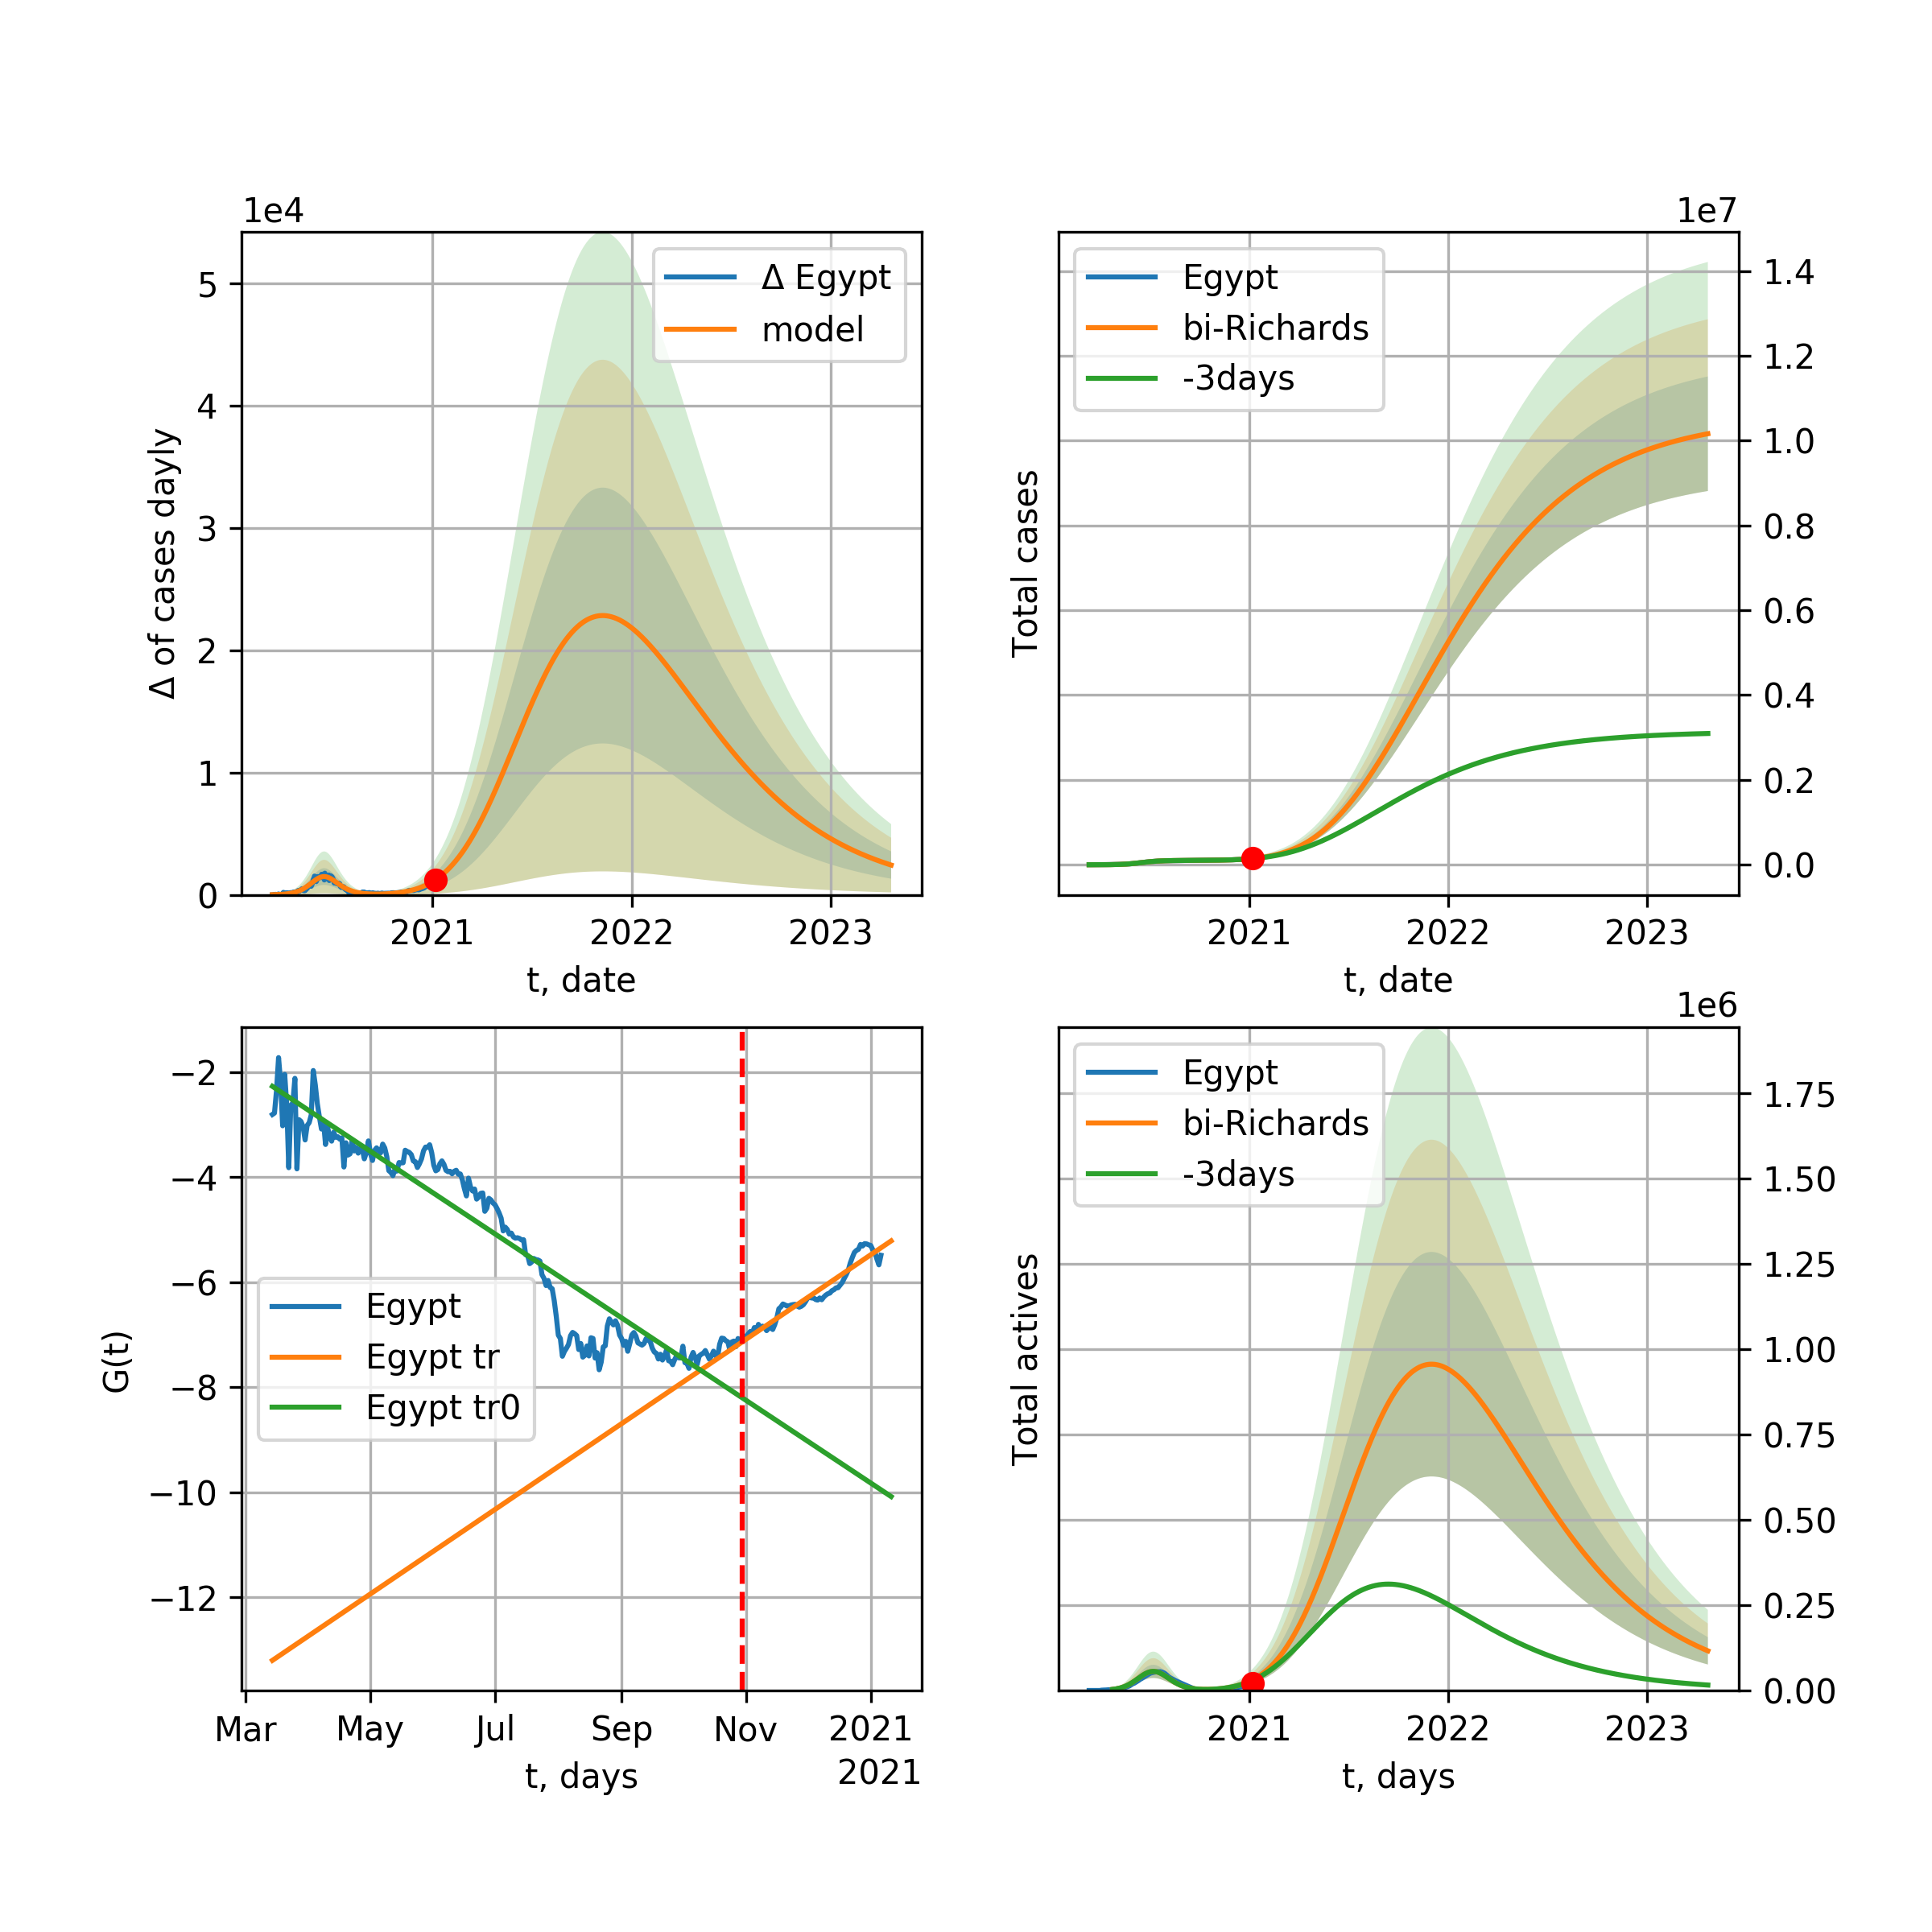 1e4
5
4
3
2
1
0
Δ of cases dayly
Δ Egypt
model
2021 2022 2023
t, date
1e7
Egypt
bi-Richards
-3days
Total cases
1.4
1.2
1.0
0.8
0.6
0.4
0.2
0.0
2021 2022 2023
t, date
−2
−4
−6
−8
−10
−12
G(t)
Egypt
Egypt tr
Egypt tr0
Mar May Jul Sep Nov 2021
2021
t, days
1e6
Egypt
bi-Richards
-3days
Total actives
1.75
1.50
1.25
1.00
0.75
0.50
0.25
0.00
2021 2022 2023
t, days